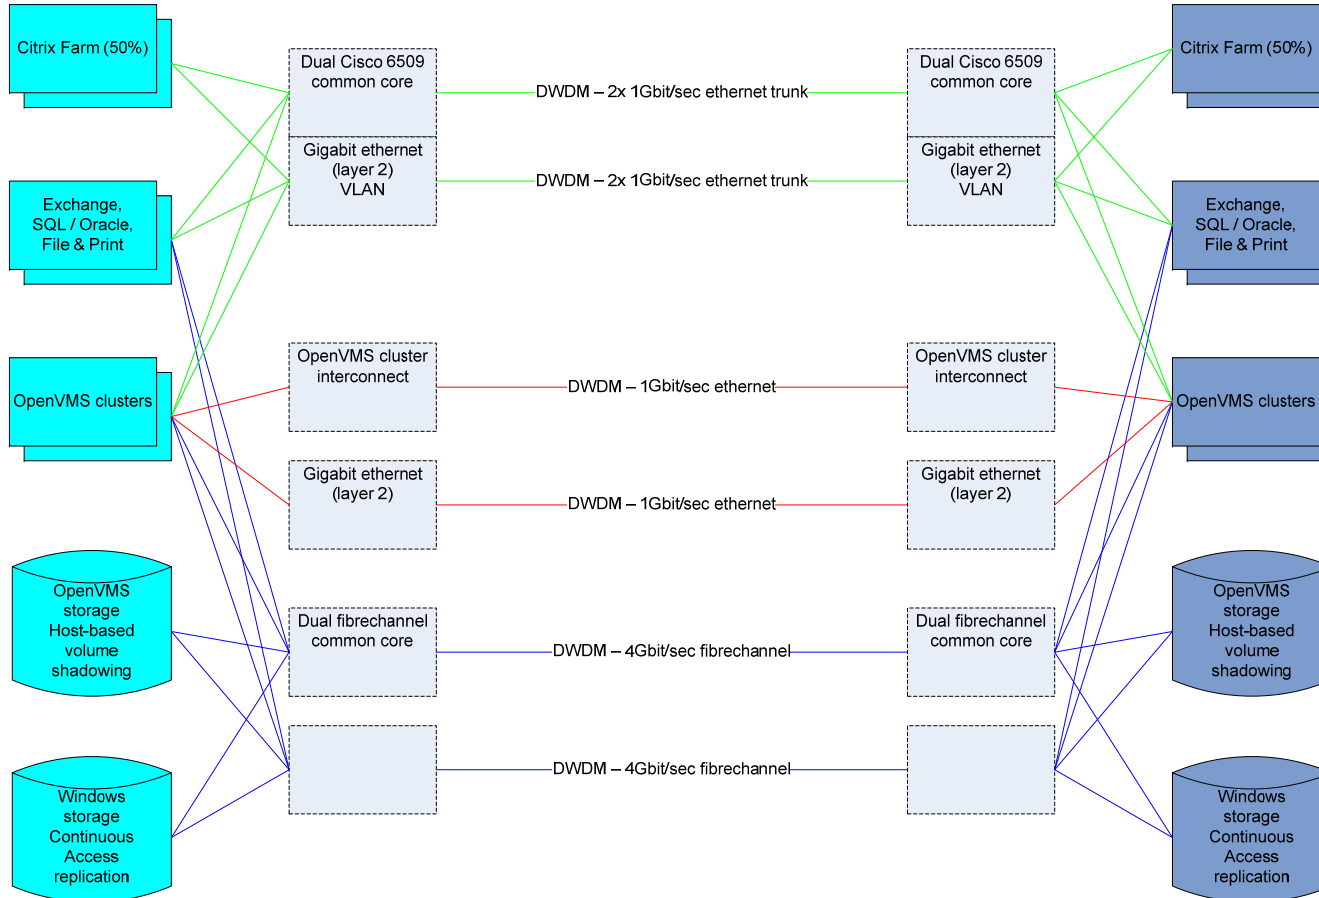 Citrix Farm (50%)
Dual Cisco 6509
common core
DWDM – 2x 1Gbit/sec ethernet trunk
Dual Cisco 6509
common core
Citrix Farm (50%)
Gigabit ethernet
(layer 2)
VLAN
DWDM – 2x 1Gbit/sec ethernet trunk
Gigabit ethernet
(layer 2)
VLAN
Exchange,
SQL / Oracle,
File & Print
Exchange,
SQL / Oracle,
File & Print
OpenVMS clusters
OpenVMS cluster
interconnect
DWDM – 1Gbit/sec ethernet
OpenVMS cluster
interconnect
OpenVMS clusters
Gigabit ethernet
(layer 2)
DWDM – 1Gbit/sec ethernet
Gigabit ethernet
(layer 2)
OpenVMS
storage
Host-based
volume
shadowing
Dual fibrechannel
common core
DWDM – 4Gbit/sec fibrechannel
Dual fibrechannel
common core
OpenVMS
storage
Host-based
volume
shadowing
DWDM – 4Gbit/sec fibrechannel
Windows
storage
Continuous
Access
replication
Windows
storage
Continuous
Access
replication